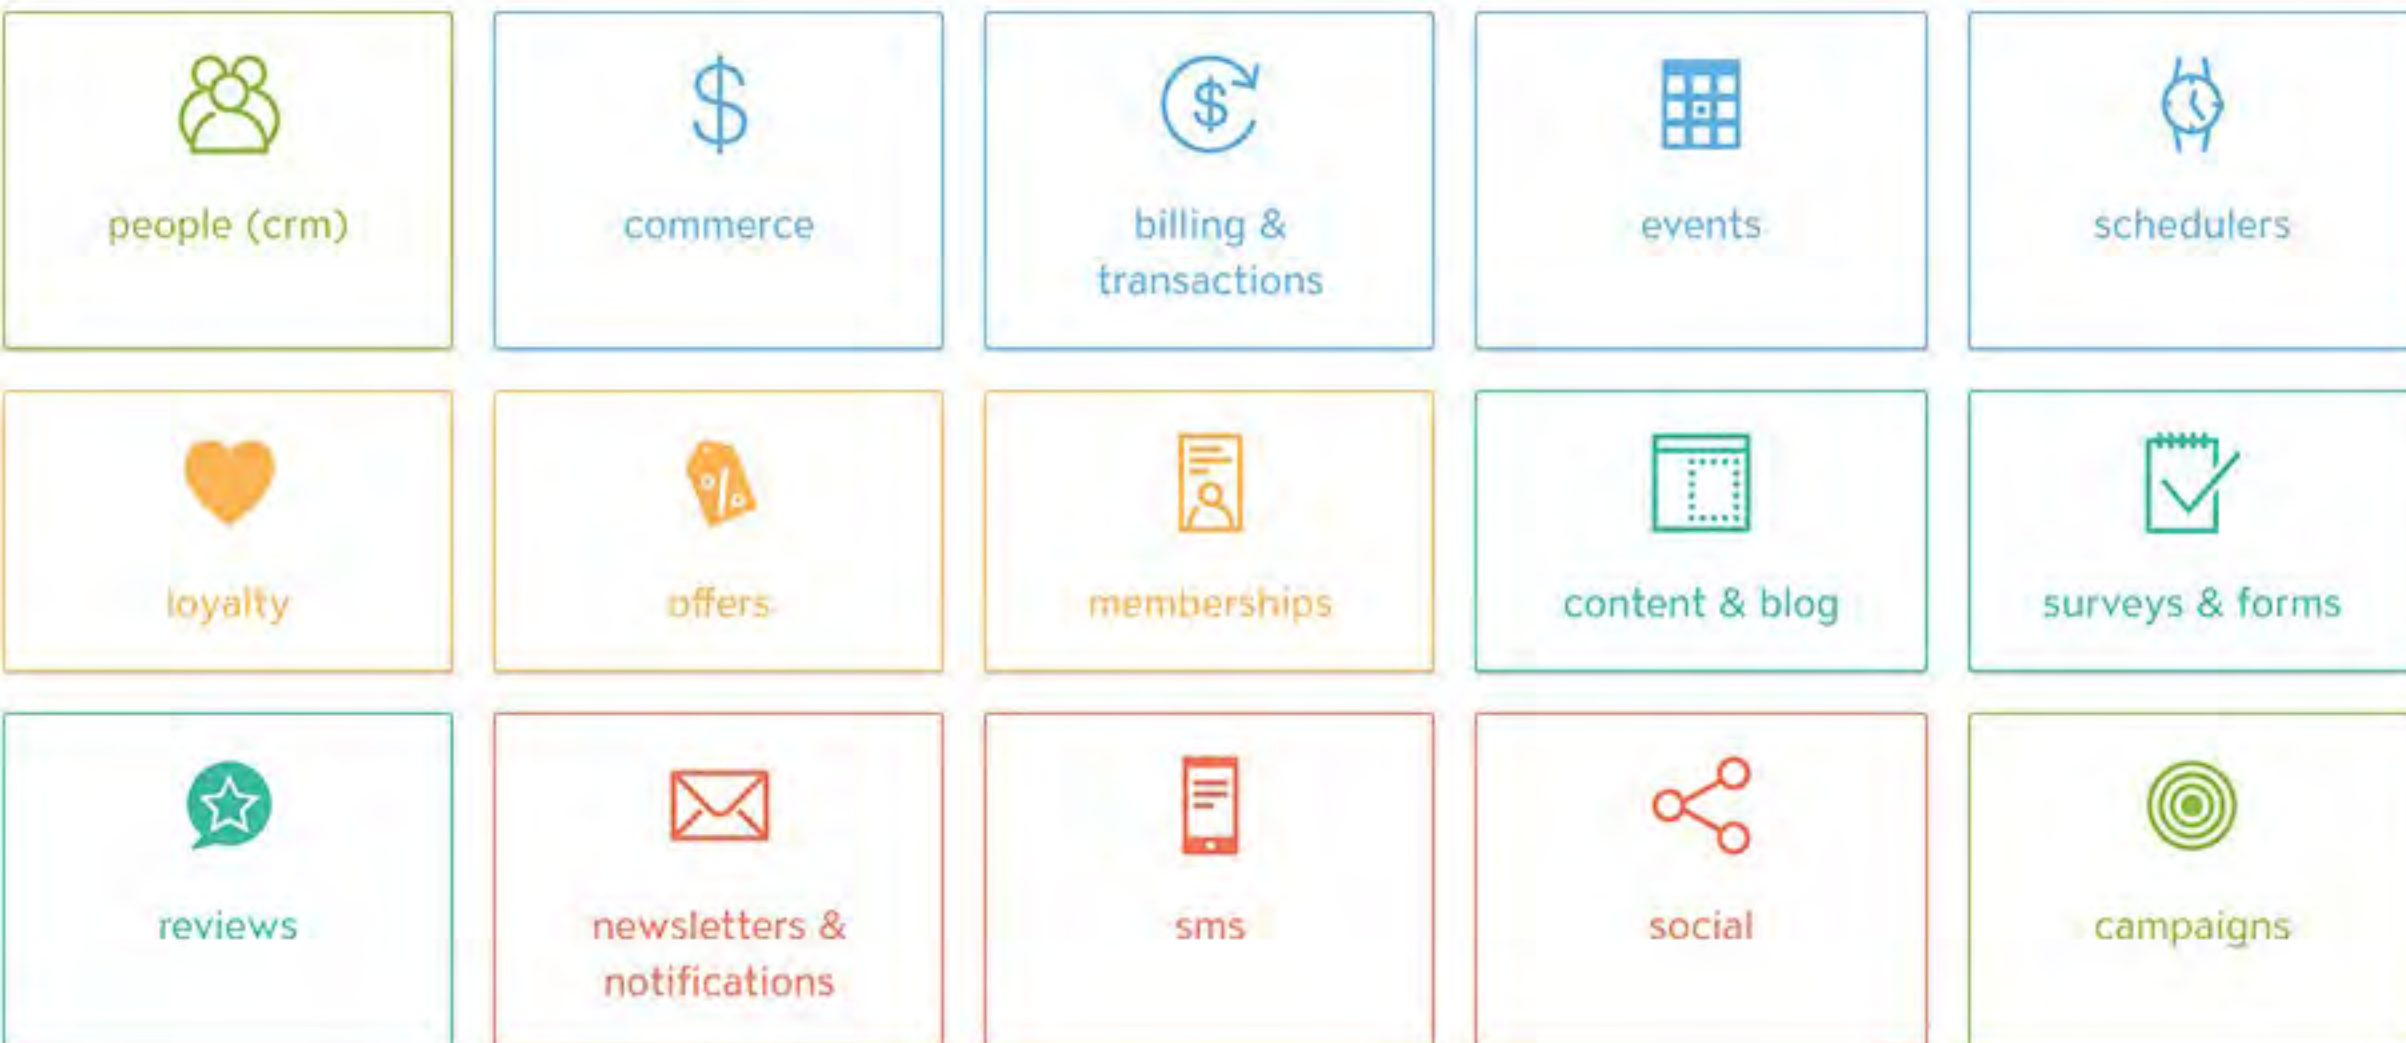 people (crm)
commerce
billing &
transactions
events
schedulers
loyalty
offers
memberships
content & blog
surveys & forms
reviews
newsletters &
notifications
sms
social
campaigns